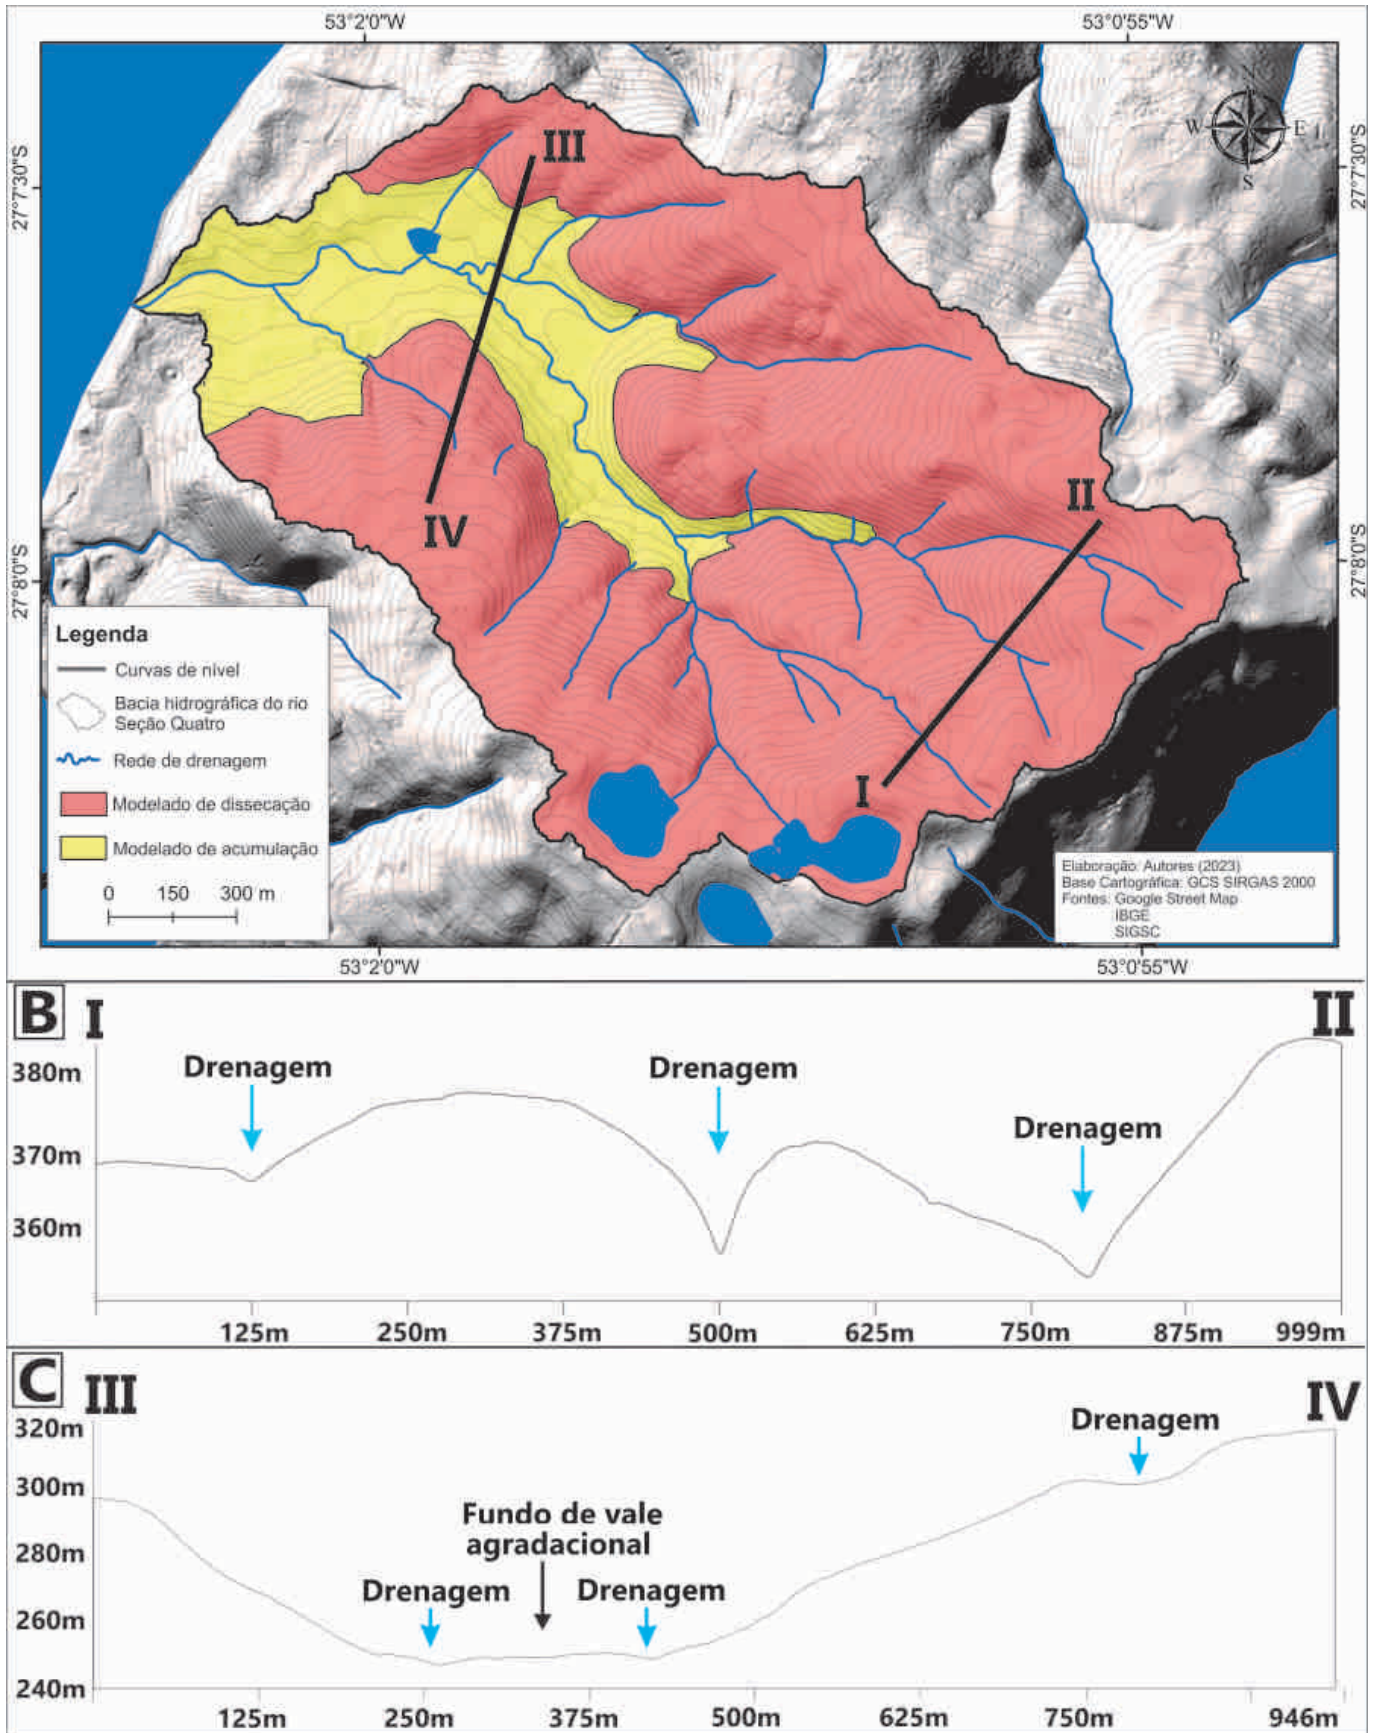 53°2'0"W
53°0'55"W
27°7'30"S
27°7'30"S
N
W
E
S
III
IV
II
I
27°8'0"S
27°8'0"S
Legenda
Curvas de nível
Bacia hidrográfica do rio
Seção Quatro
Rede de drenagem
Modelado de dissecação
Modelado de acumulação
0 150 300 m
Elaboração: Autores (2023)
Base Cartográfica: GCS SIRGAS 2000
Fontes: Google Street Map
IBGE
SIGSC
53°2'0"W
53°0'55"W
B I
II
Drenagem
Drenagem
Drenagem
380m
370m
360m
125m 250m 375m 500m 625m 750m 875m 999m
C III
IV
Drenagem
Fundo de vale
agradacional
Drenagem
Drenagem
320m
300m
280m
260m
240m
125m 250m 375m 500m 625m 750m 946m